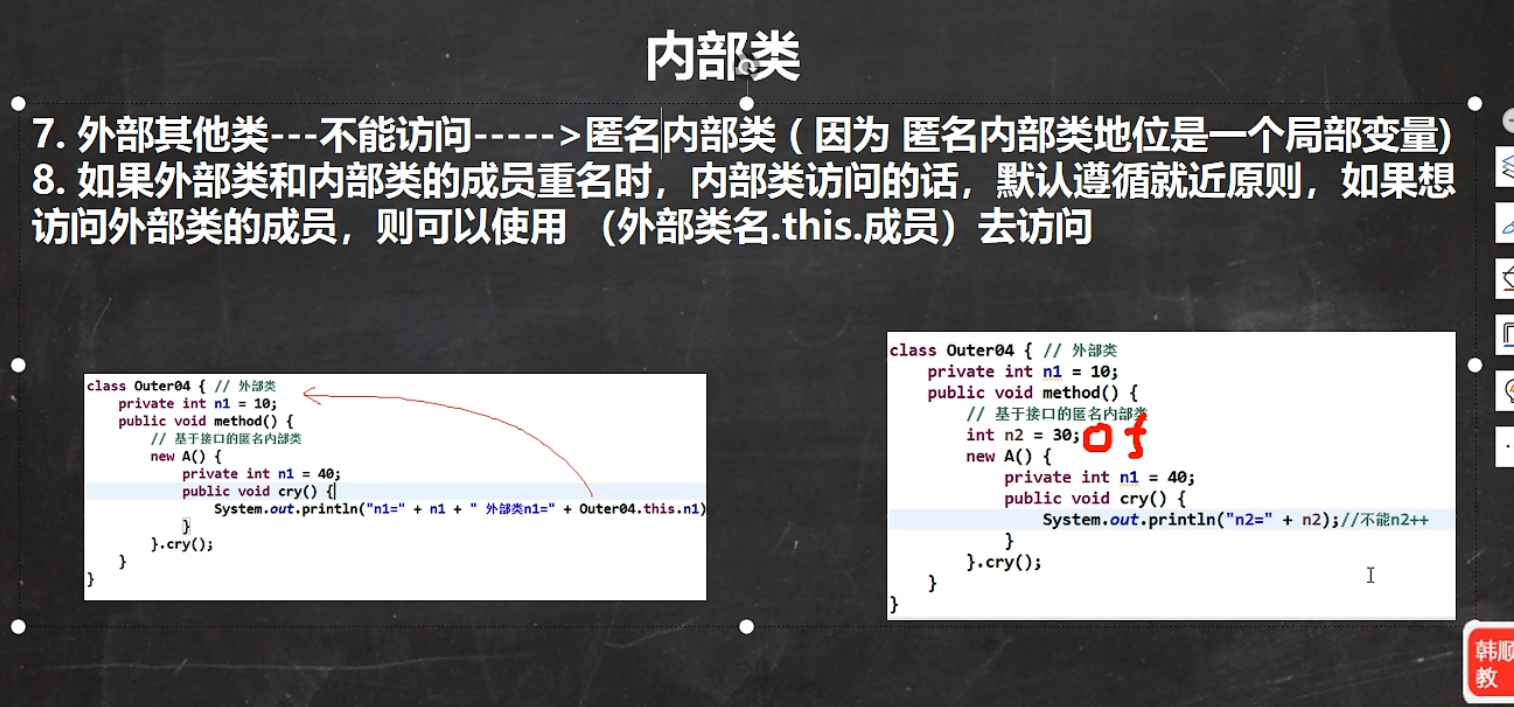 内部类
7. 外部其他类---不能访问----->匿名内部类 ( 因为 匿名内部类地位是一个局部变量)
8. 如果外部类和内部类的成员重名时，内部类访问的话，默认遵循就近原则，如果想
访问外部类的成员，则可以使用 （外部类名.this.成员）去访问
class Outer04 { // 外部类
private int n1 = 10;
public void method() {
// 基于接口的匿名内部类
new A() {
private int n1 = 40;
public void cry() {
System.out.println("n1=" + n1 + " 外部类n1=" + Outer04.this.n1)
}
}.cry();
}
}
class Outer04 { // 外部类
private int n1 = 10;
public void method() {
// 基于接口的匿名内部类
int n2 = 30;
new A() {
private int n1 = 40;
public void cry() {
System.out.println("n2=" + n2);//不能n2++
}
}.cry();
}
}
韩顺
教